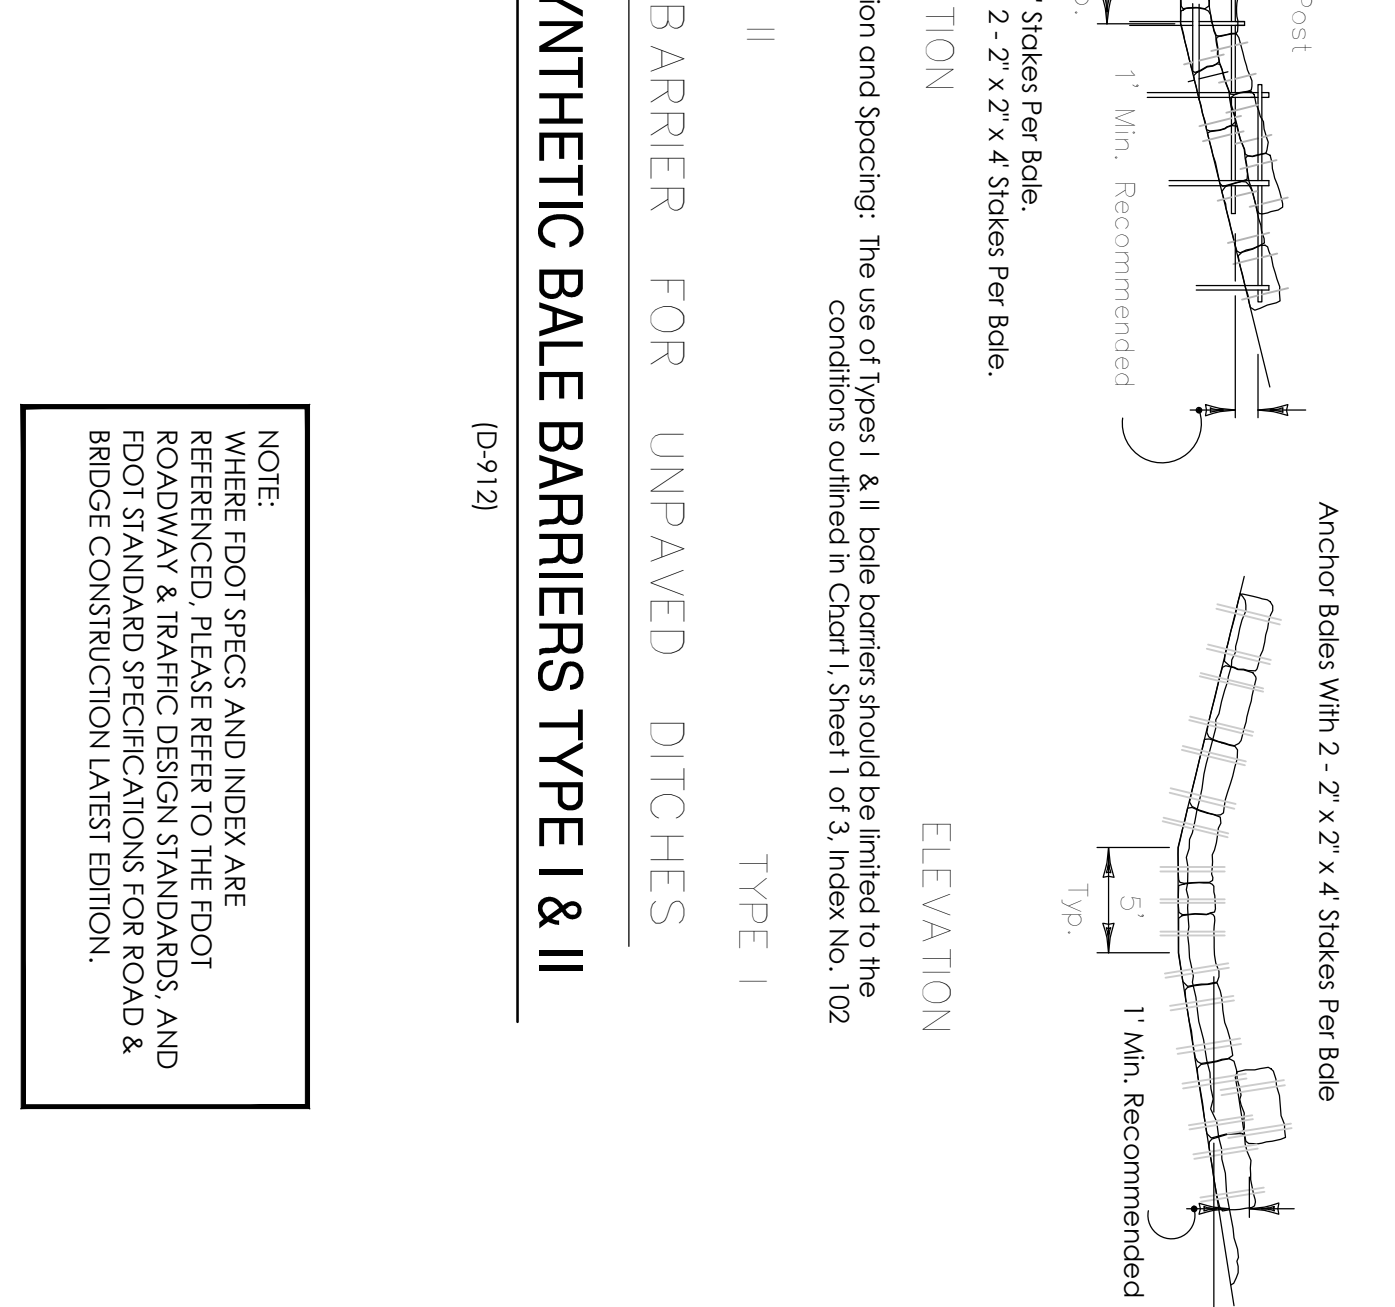 Post
Anchor Bales With 2 - 2" x 2" x 4' Stakes Per Bale
p.
1' Min. Recommended
5'
Typ.
1' Min. Recommended
' Stakes Per Bale.
2 - 2" x 2" x 4' Stakes Per Bale.
TION
ELEVATION
ion and Spacing: The use of Types I & II bale barriers should be limited to the
conditions outlined in Chart I, Sheet 1 of 3, Index No. 102
II
TYPE I
BARRIER FOR UNPAVED DITCHES
YNTHETIC BALE BARRIERS TYPE I & II
(D-912)
NOTE:
WHERE FDOT SPECS AND INDEX ARE
REFERENCED, PLEASE REFER TO THE FDOT
ROADWAY & TRAFFIC DESIGN STANDARDS, AND
FDOT STANDARD SPECIFICATIONS FOR ROAD &
BRIDGE CONSTRUCTION LATEST EDITION.